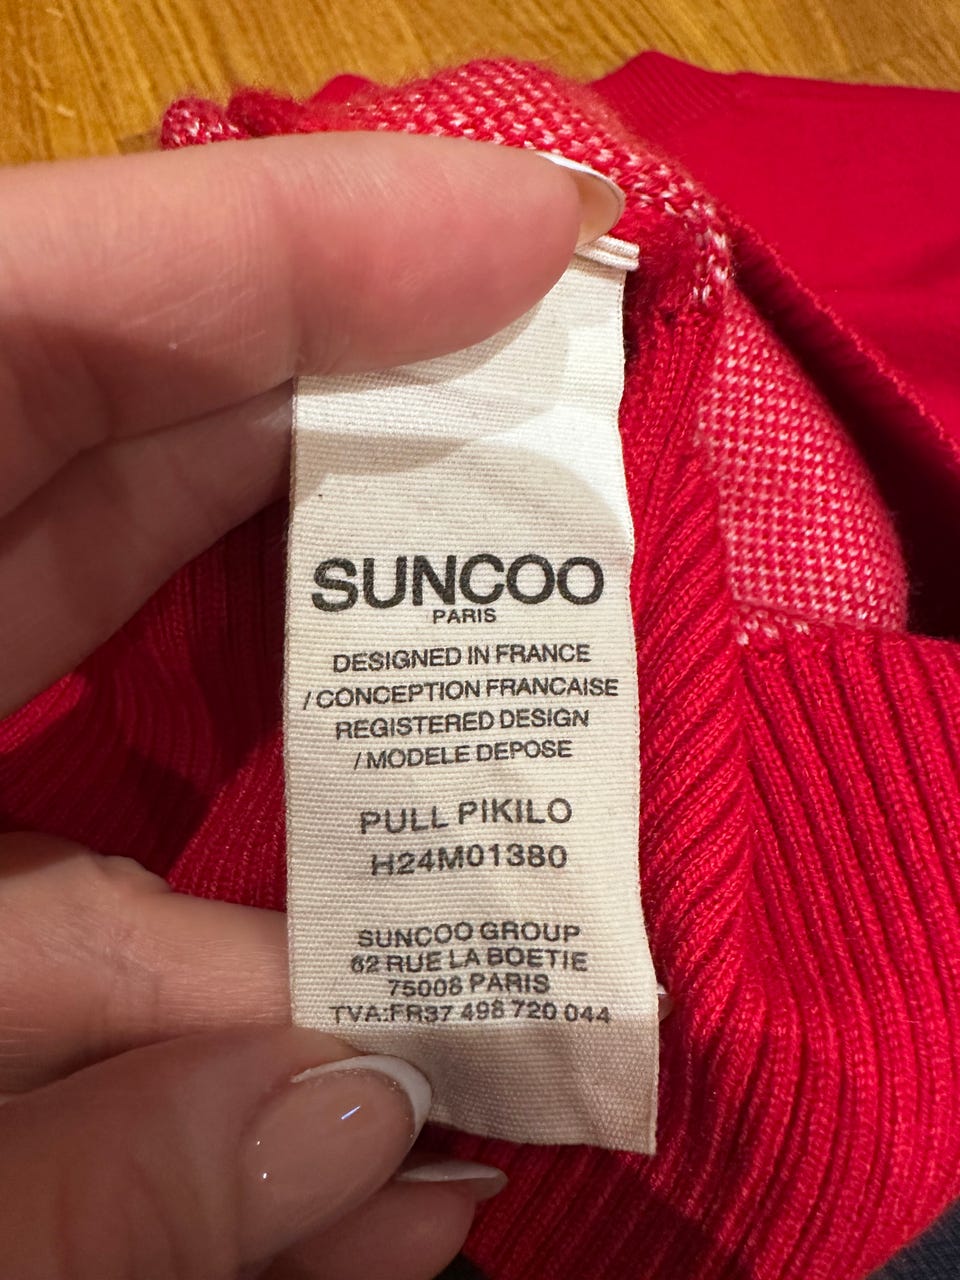 SUNCOO
PARIS
DESIGNED IN FRANCE
/ CONCEPTION FRANCAISE
REGISTERED DESIGN
/ MODELE DEPOSE
PULL PIKILO
H24M01380
SUNCOO GROUP
62 RUE LA BOETIE
75008 PARIS
TVA:FR37 498 720 044